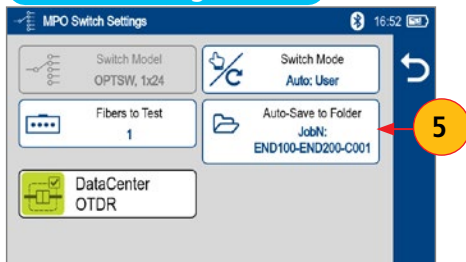 MPO Switch Settings
16:52
Switch Model
OPTSW, 1x24
Switch Mode
Auto: User
Fibers to Test
1
Auto-Save to Folder
JobN:
END100-END200-C001
5
DataCenter
OTDR